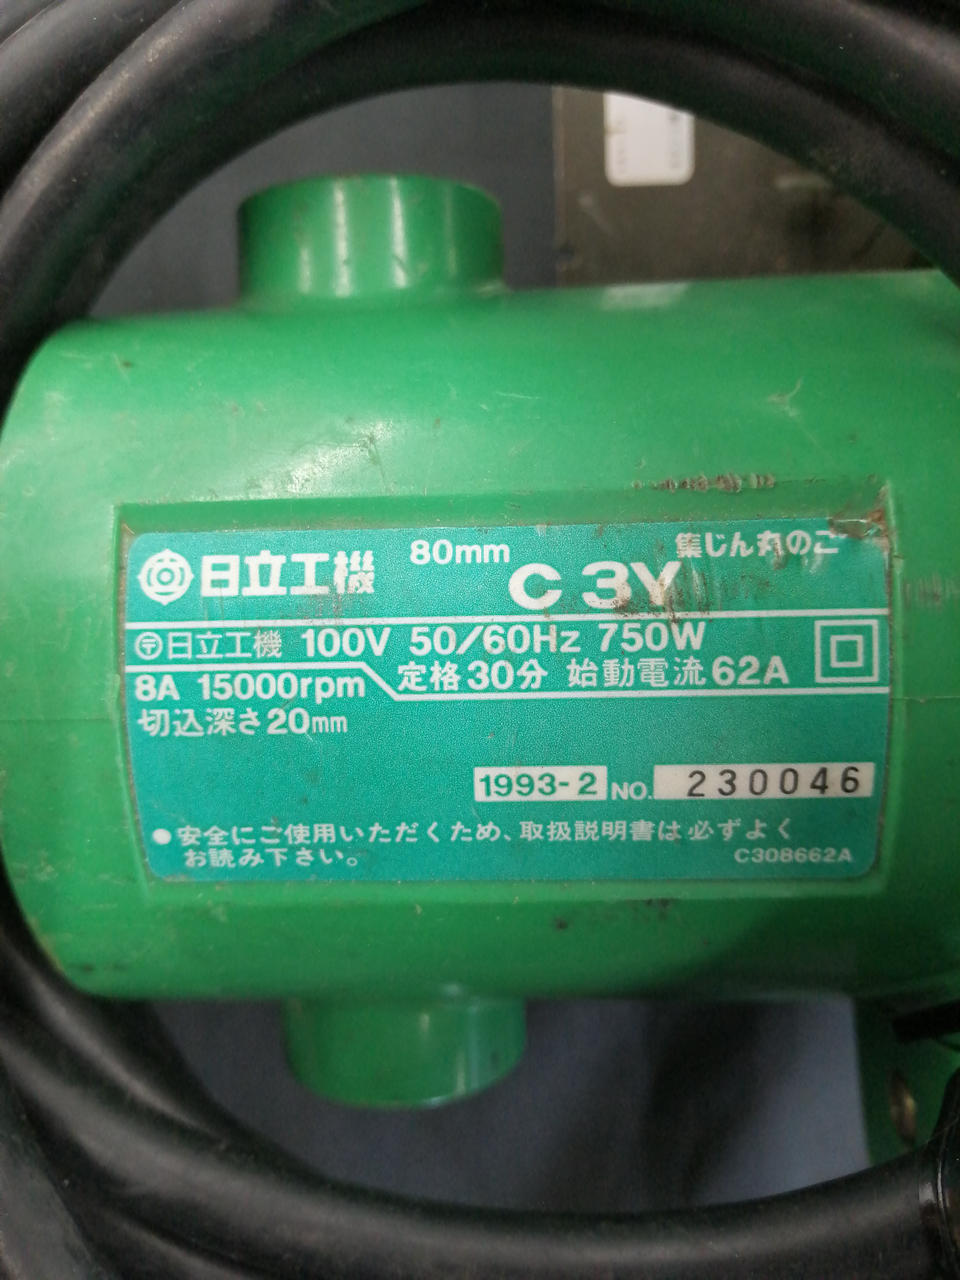 日立工機 80mm 集じん丸のこ
C 3Y
〒日立工機 100V 50/60Hz 750W
8A 15000rpm 定格30分 始動電流62A
切込深さ20mm
1993-2 NO. 230046
●安全にご使用いただくため、取扱説明書は必ずよく
お読み下さい。
C308662A